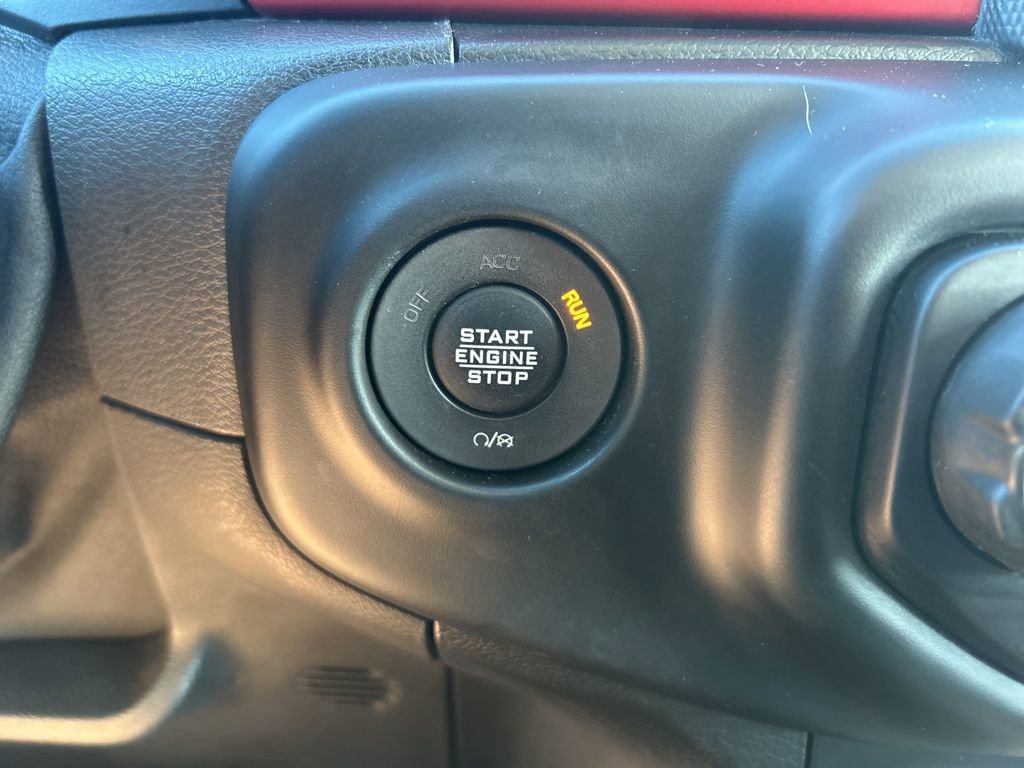 ACC
OFF
RUN
START
ENGINE
STOP